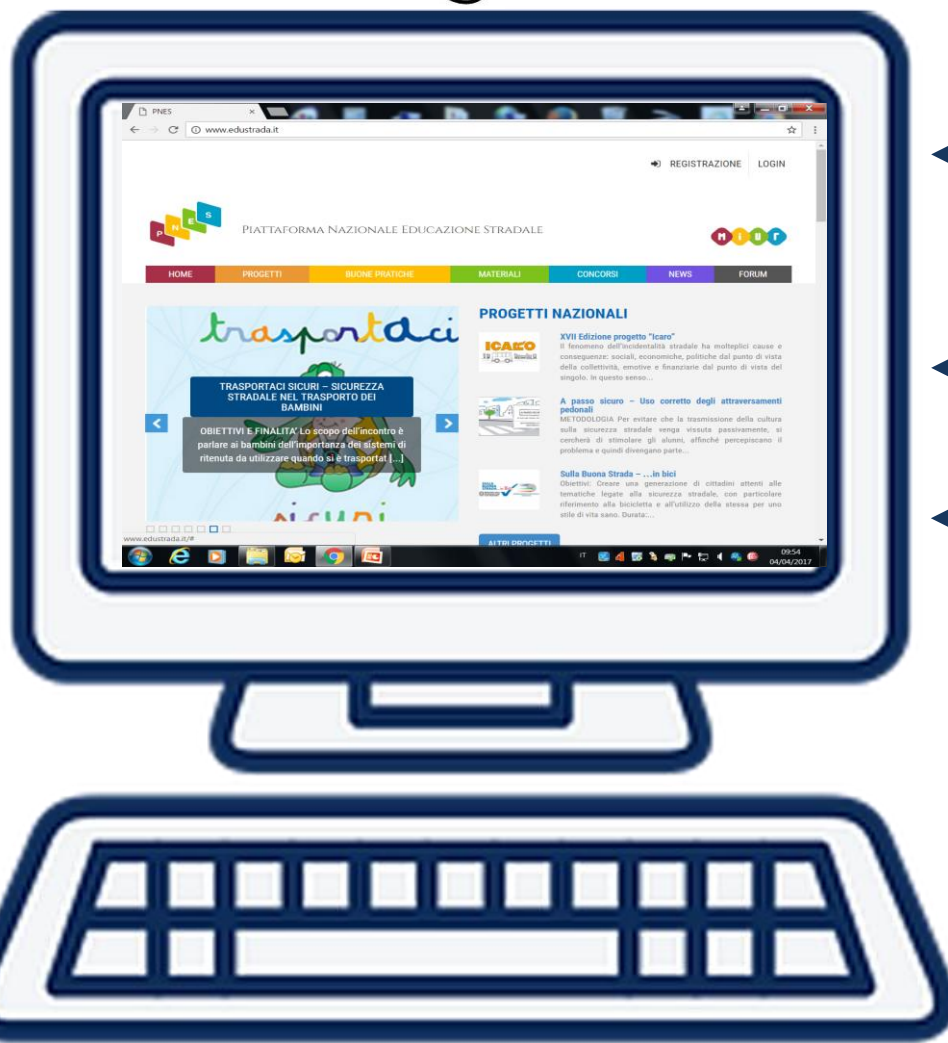 PNES
www.edustrada.it
REGISTRAZIONE LOGIN
P N E S
PIATTAFORMA NAZIONALE EDUCAZIONE STRADALE
m i u r
HOME PROGETTI BUONE PRATICHE MATERIALI CONCORSI NEWS FORUM
trasportaci
TRASPORTACI SICURI – SICUREZZA
STRADALE NEL TRASPORTO DEI
BAMBINI
OBIETTIVI E FINALITA' Lo scopo dell'incontro è
parlare ai bambini dell'importanza dei sistemi di
ritenuta da utilizzare quando si è trasportat [...]
sicuri
PROGETTI NAZIONALI
ICARO
XVII Edizione progetto "Icaro"
Il fenomeno dell'incidentalità stradale ha molteplici cause e
conseguenze: sociali, economiche, politiche dal punto di vista
della collettività, emotive e finanziarie dal punto di vista del
singolo. In questo senso...
A passo sicuro – Uso corretto degli attraversamenti
pedonali
METODOLOGIA Per evitare che la trasmissione della cultura
sulla sicurezza stradale venga vissuta passivamente, si
cercherà di stimolare gli alunni, affinché percepiscano il
problema e quindi divengano parte...
Sulla Buona Strada – ...in bici
Obiettivi: Creare una generazione di cittadini attenti alle
tematiche legate alla sicurezza stradale, con particolare
riferimento alla bicicletta e all'utilizzo della stessa per uno
stile di vita sano. Durata:...
ALTRI PROGETTI
www.edustrada.it/#
IT
09:54
04/04/2017